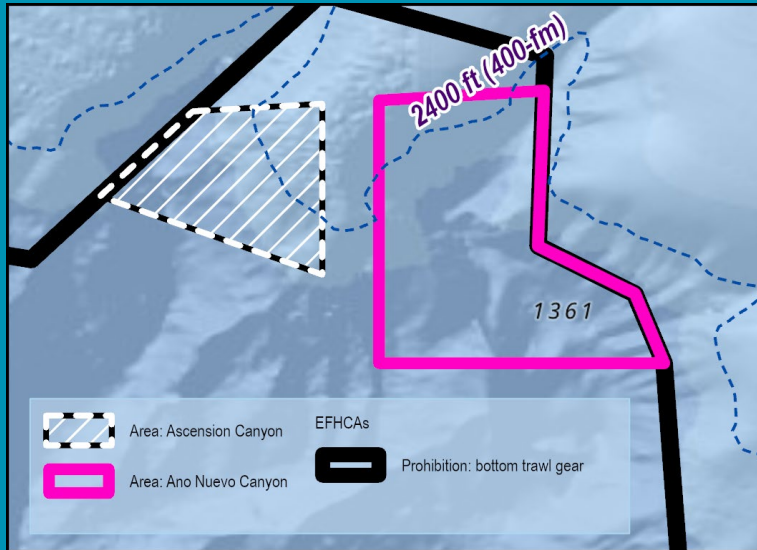 2400 ft (400-fm)
1361
Area: Ascension Canyon
Area: Ano Nuevo Canyon
EFHCAs
Prohibition: bottom trawl gear